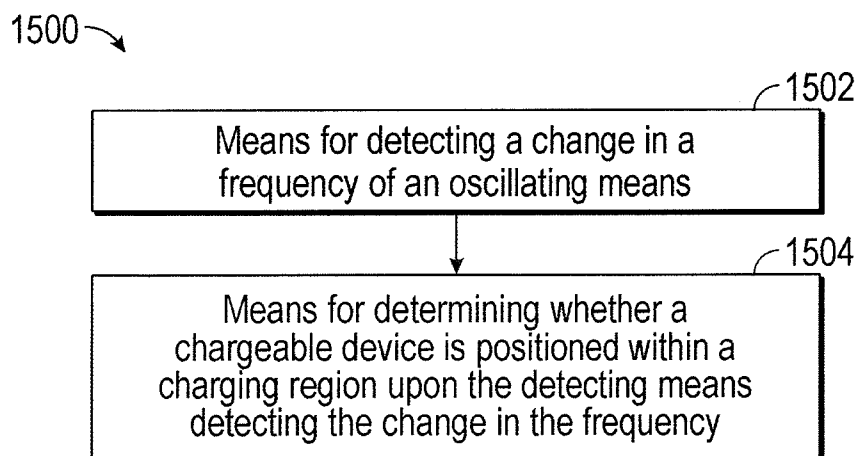 1500
1502
Means for detecting a change in a
frequency of an oscillating means
1504
Means for determining whether a
chargeable device is positioned within a
charging region upon the detecting means
detecting the change in the frequency